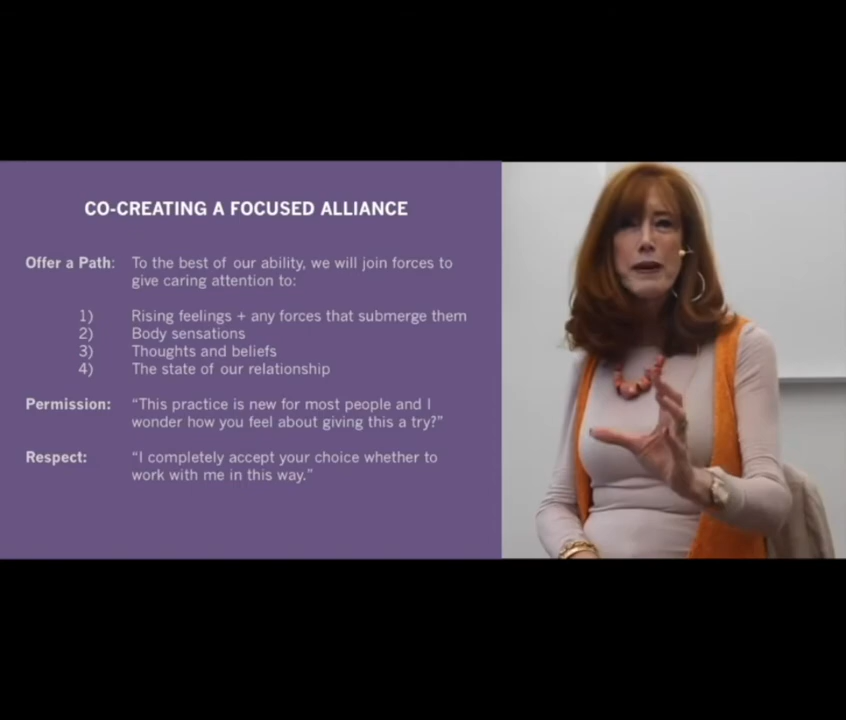 CO-CREATING A FOCUSED ALLIANCE
Offer a Path: To the best of our ability, we will join forces to
give caring attention to:
1) Rising feelings + any forces that submerge them
2) Body sensations
3) Thoughts and beliefs
4) The state of our relationship
Permission: “This practice is new for most people and I
wonder how you feel about giving this a try?”
Respect: “I completely accept your choice whether to
work with me in this way.”